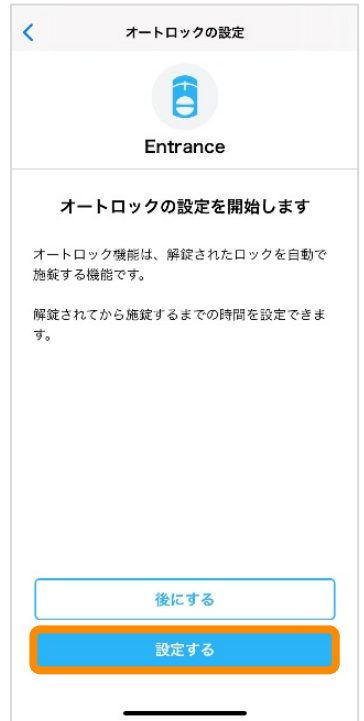 オートロックの設定
Entrance
オートロックの設定を開始します
オートロック機能は、解錠されたロックを自動で
施錠する機能です。
解錠されてから施錠するまでの時間を設定できま
す。
後にする
設定する